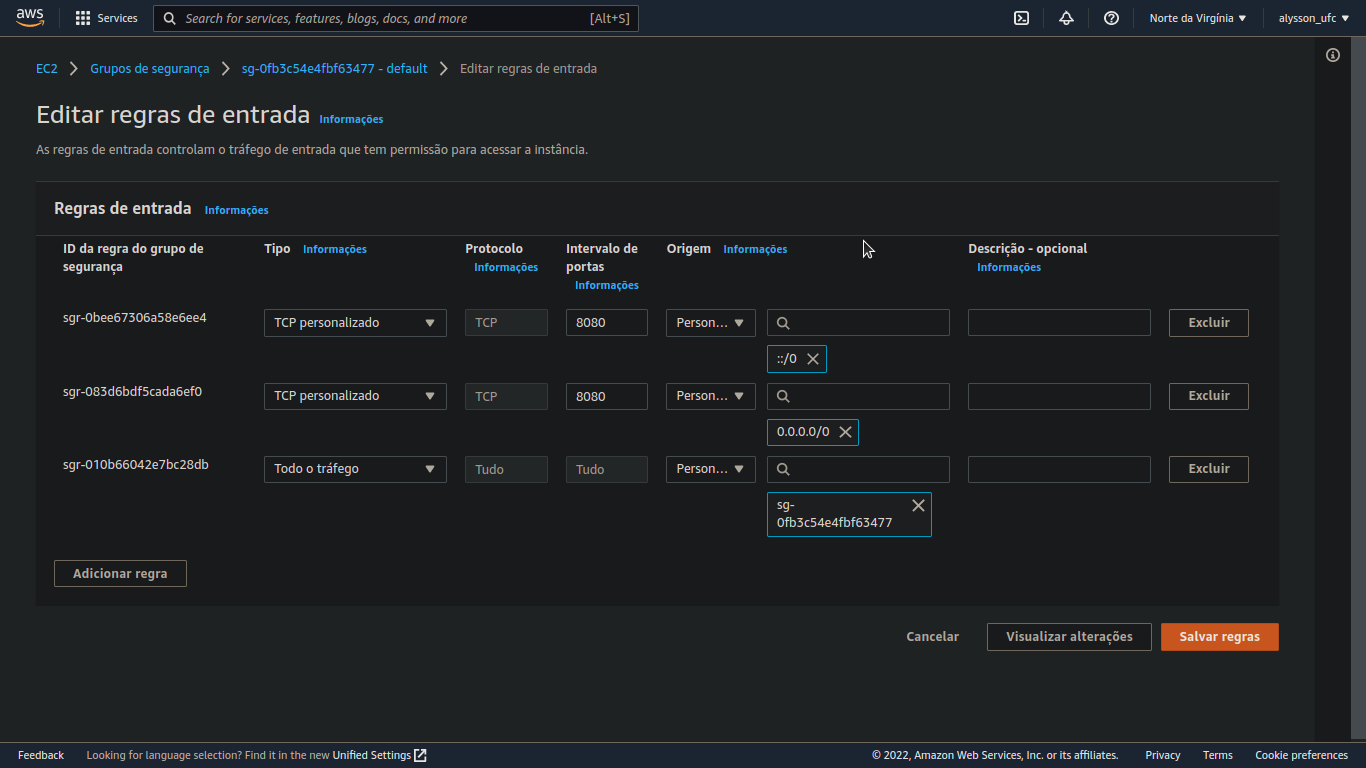 aws Services Search for services, features, blogs, docs, and more [Alt+S] Norte da Virgínia alysson_ufc
EC2 Grupos de segurança sg-0fb3c54e4fbf63477 - default Editar regras de entrada
Editar regras de entrada Informações
As regras de entrada controlam o tráfego de entrada que tem permissão para acessar a instância.
Regras de entrada Informações
ID da regra do grupo de segurança Tipo Informações Protocolo Informações Intervalo de portas Informações Origem Informações Descrição - opcional Informações
sgr-0bee67306a58e6ee4 TCP personalizado TCP 8080 Person... Excluir
::/0
sgr-083d6bdf5cada6ef0 TCP personalizado TCP 8080 Person... Excluir
0.0.0.0/0
sgr-010b66042e7bc28db Todo o tráfego Tudo Tudo Person... Excluir
sg-
0fb3c54e4fbf63477
Adicionar regra
Cancelar Visualizar alterações Salvar regras
Feedback Looking for language selection? Find it in the new Unified Settings © 2022, Amazon Web Services, Inc. or its affiliates. Privacy Terms Cookie preferences